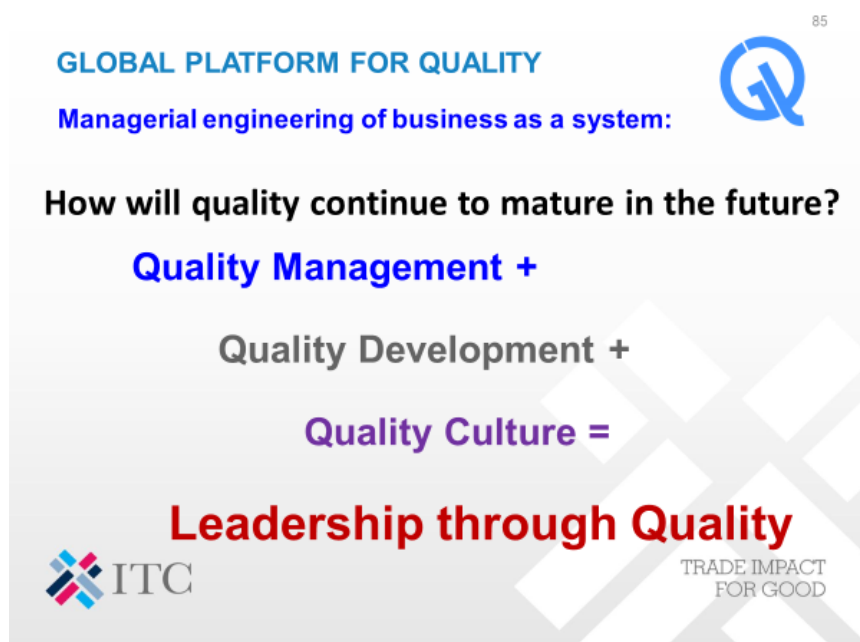 85
GLOBAL PLATFORM FOR QUALITY
Managerial engineering of business as a system:
How will quality continue to mature in the future?
Quality Management +
Quality Development +
Quality Culture =
Leadership through Quality
ITC
TRADE IMPACT
FOR GOOD